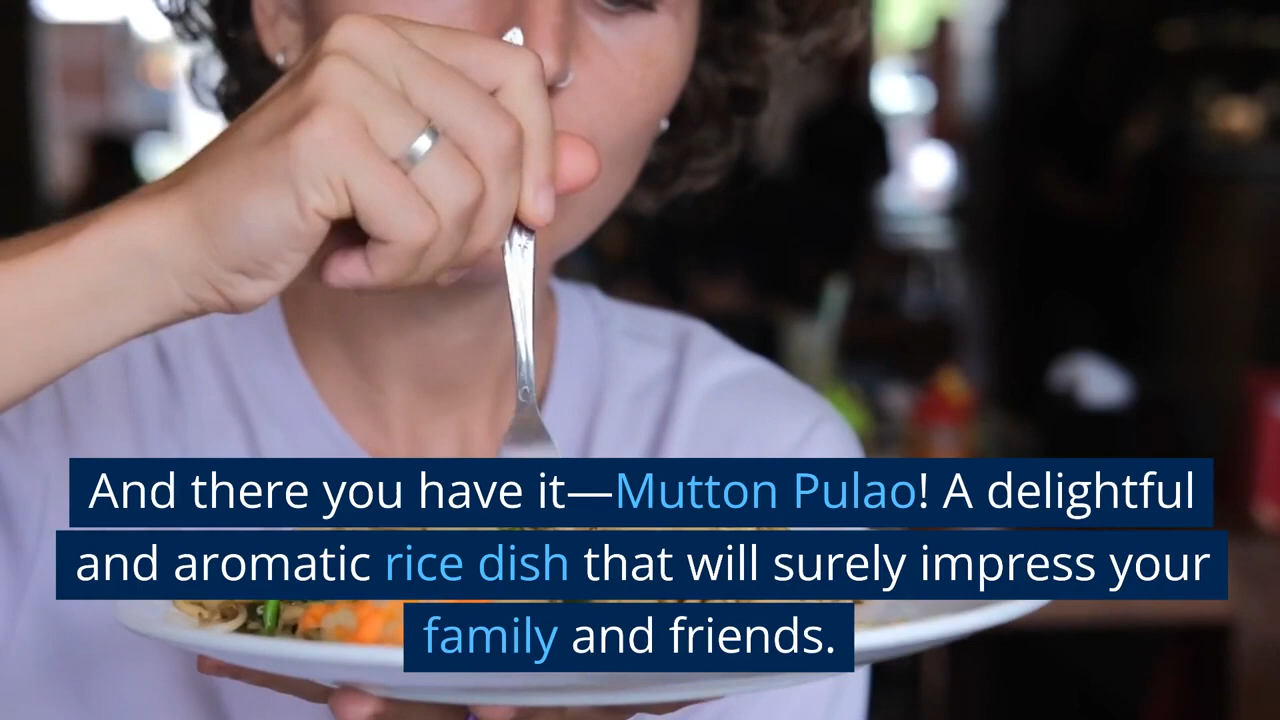 And there you have it—Mutton Pulao! A delightful
and aromatic rice dish that will surely impress your
family and friends.